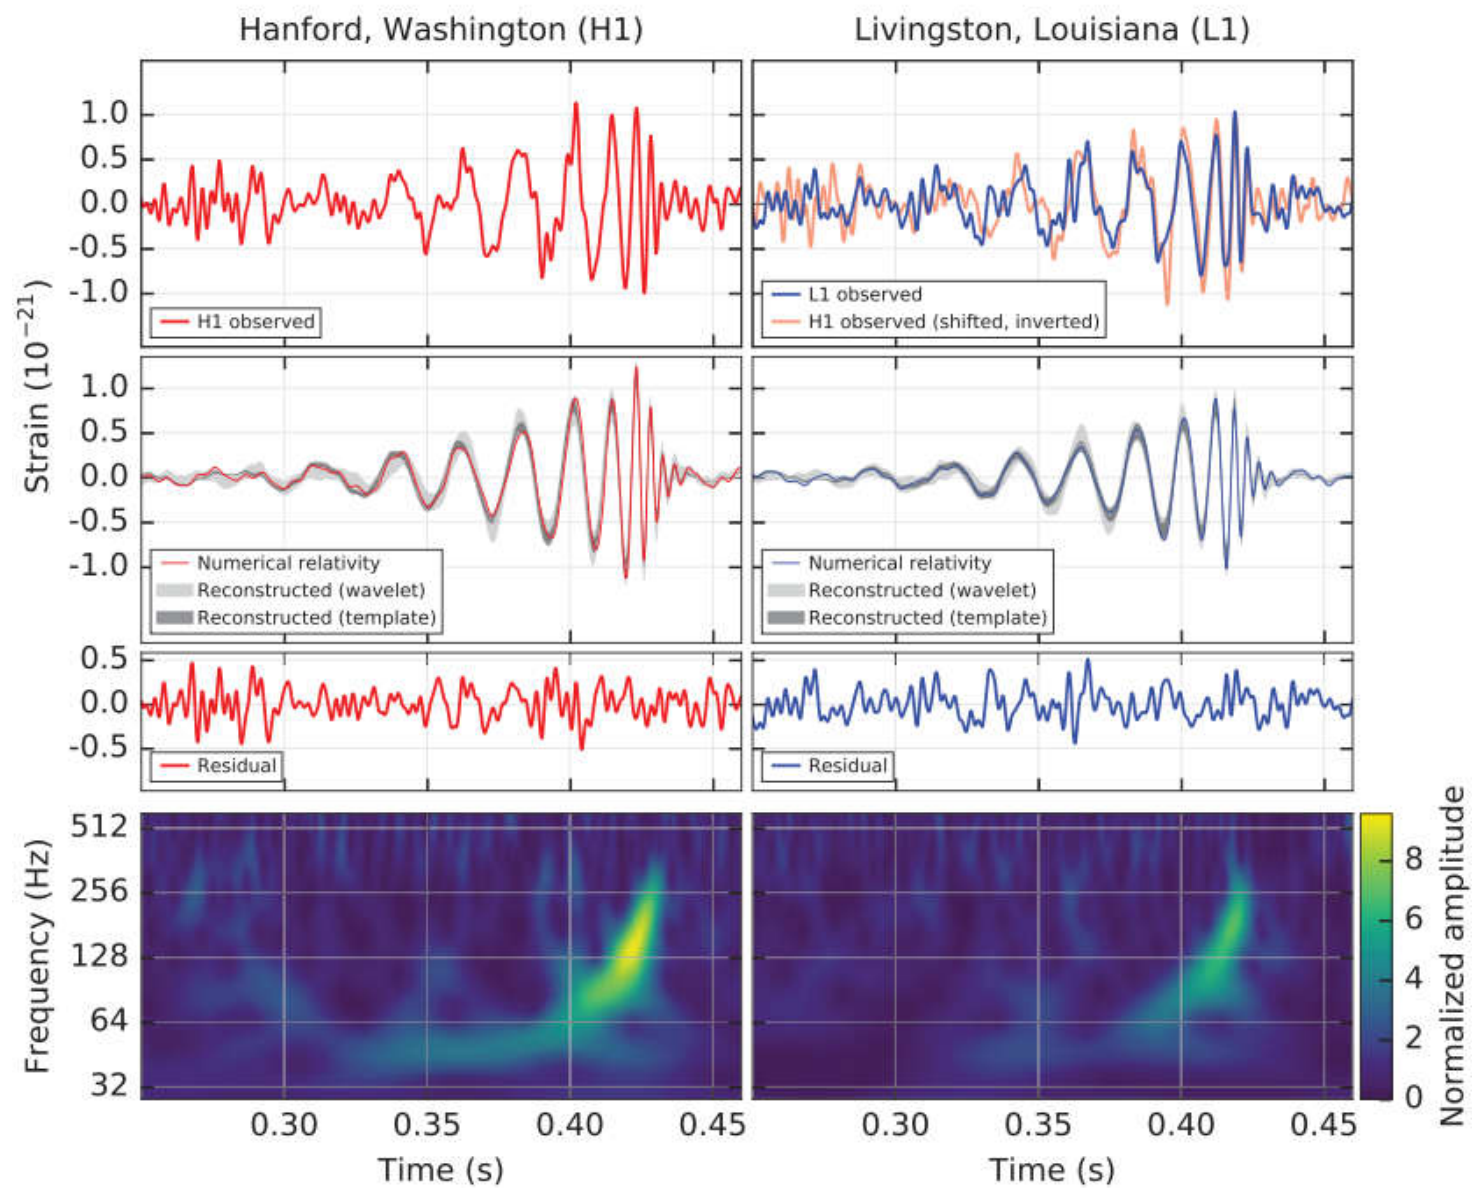 Hanford, Washington (H1)
Livingston, Louisiana (L1)
Strain (10⁻²¹)
1.0
0.5
0.0
-0.5
-1.0
H1 observed
L1 observed
H1 observed (shifted, inverted)
1.0
0.5
0.0
-0.5
-1.0
Numerical relativity
Reconstructed (wavelet)
Reconstructed (template)
Numerical relativity
Reconstructed (wavelet)
Reconstructed (template)
0.5
0.0
-0.5
Residual
Residual
Frequency (Hz)
512
256
128
64
32
Normalized amplitude
8
6
4
2
0
0.30 0.35 0.40 0.45
0.30 0.35 0.40 0.45
Time (s)
Time (s)